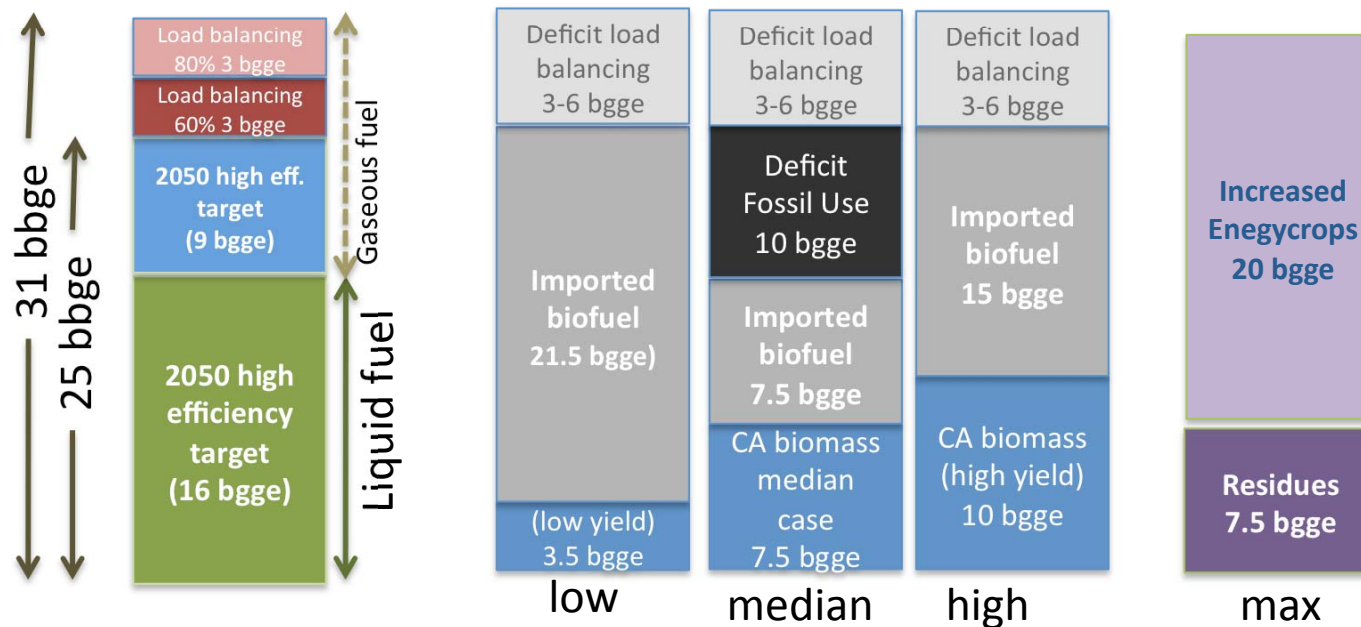 31 bbge
25 bbge
Load balancing
80% 3 bgge
Load balancing
60% 3 bgge
2050 high eff.
target
(9 bgge)
2050 high
efficiency
target
(16 bgge)
Gaseous fuel
Liquid fuel
Deficit load
balancing
3-6 bgge
Imported
biofuel
21.5 bgge)
(low yield)
3.5 bgge
low
Deficit load
balancing
3-6 bgge
Deficit
Fossil Use
10 bgge
Imported
biofuel
7.5 bgge
CA biomass
median
case
7.5 bgge
median
Deficit load
balancing
3-6 bgge
Imported
biofuel
15 bgge
CA biomass
(high yield)
10 bgge
high
Increased
Enegycrops
20 bgge
Residues
7.5 bgge
max